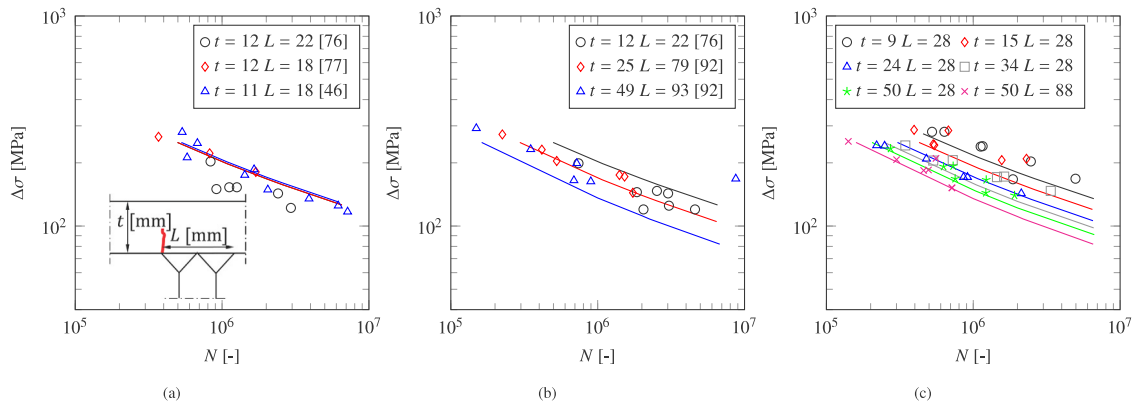 10³
10²
Δσ [MPa]
10⁵
10⁶
10⁷
N [-]
t = 12 L = 22 [76]
t = 12 L = 18 [77]
t = 11 L = 18 [46]
t [mm]
L [mm]
(a)
10³
10²
Δσ [MPa]
10⁵
10⁶
10⁷
N [-]
t = 12 L = 22 [76]
t = 25 L = 79 [92]
t = 49 L = 93 [92]
(b)
10³
10²
Δσ [MPa]
10⁵
10⁶
10⁷
N [-]
t = 9 L = 28 t = 15 L = 28
t = 24 L = 28 t = 34 L = 28
t = 50 L = 28 t = 50 L = 88
(c)